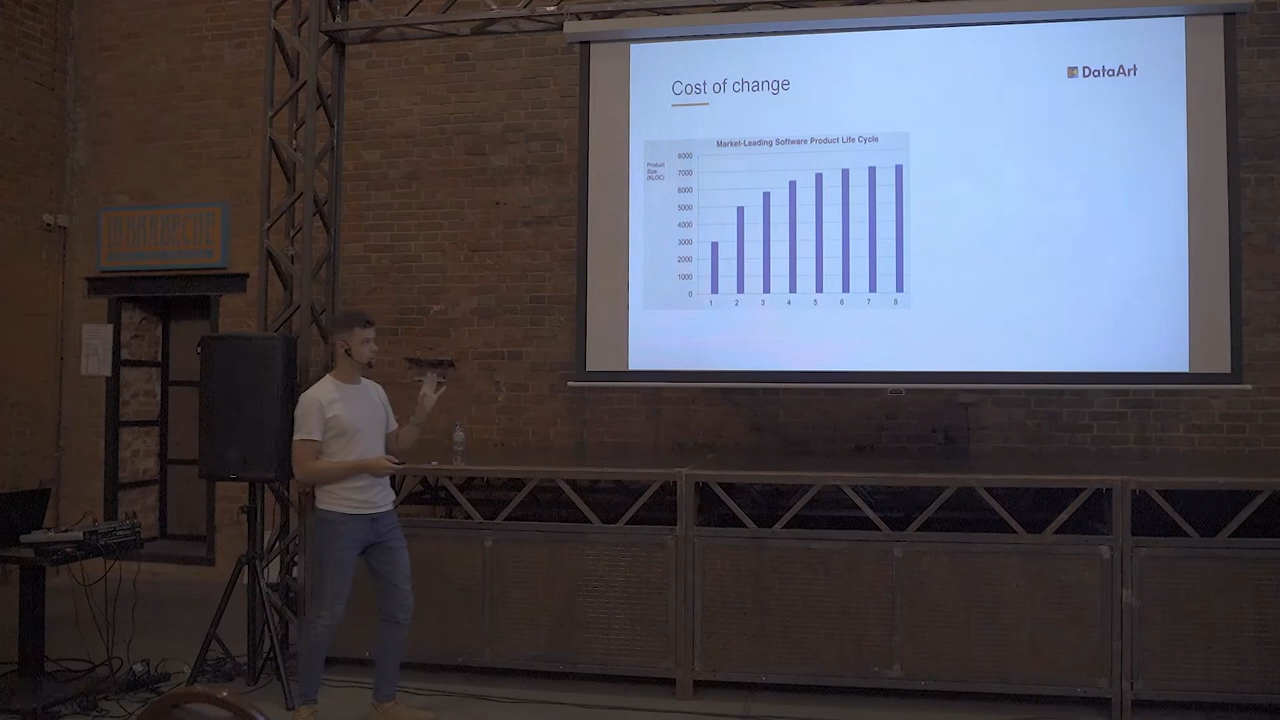 Cost of change
DataArt
Market-Leading Software Product Life Cycle
Product
Size
(KLOC)
8000
7000
6000
5000
4000
3000
2000
1000
0
1 2 3 4 5 6 7 8